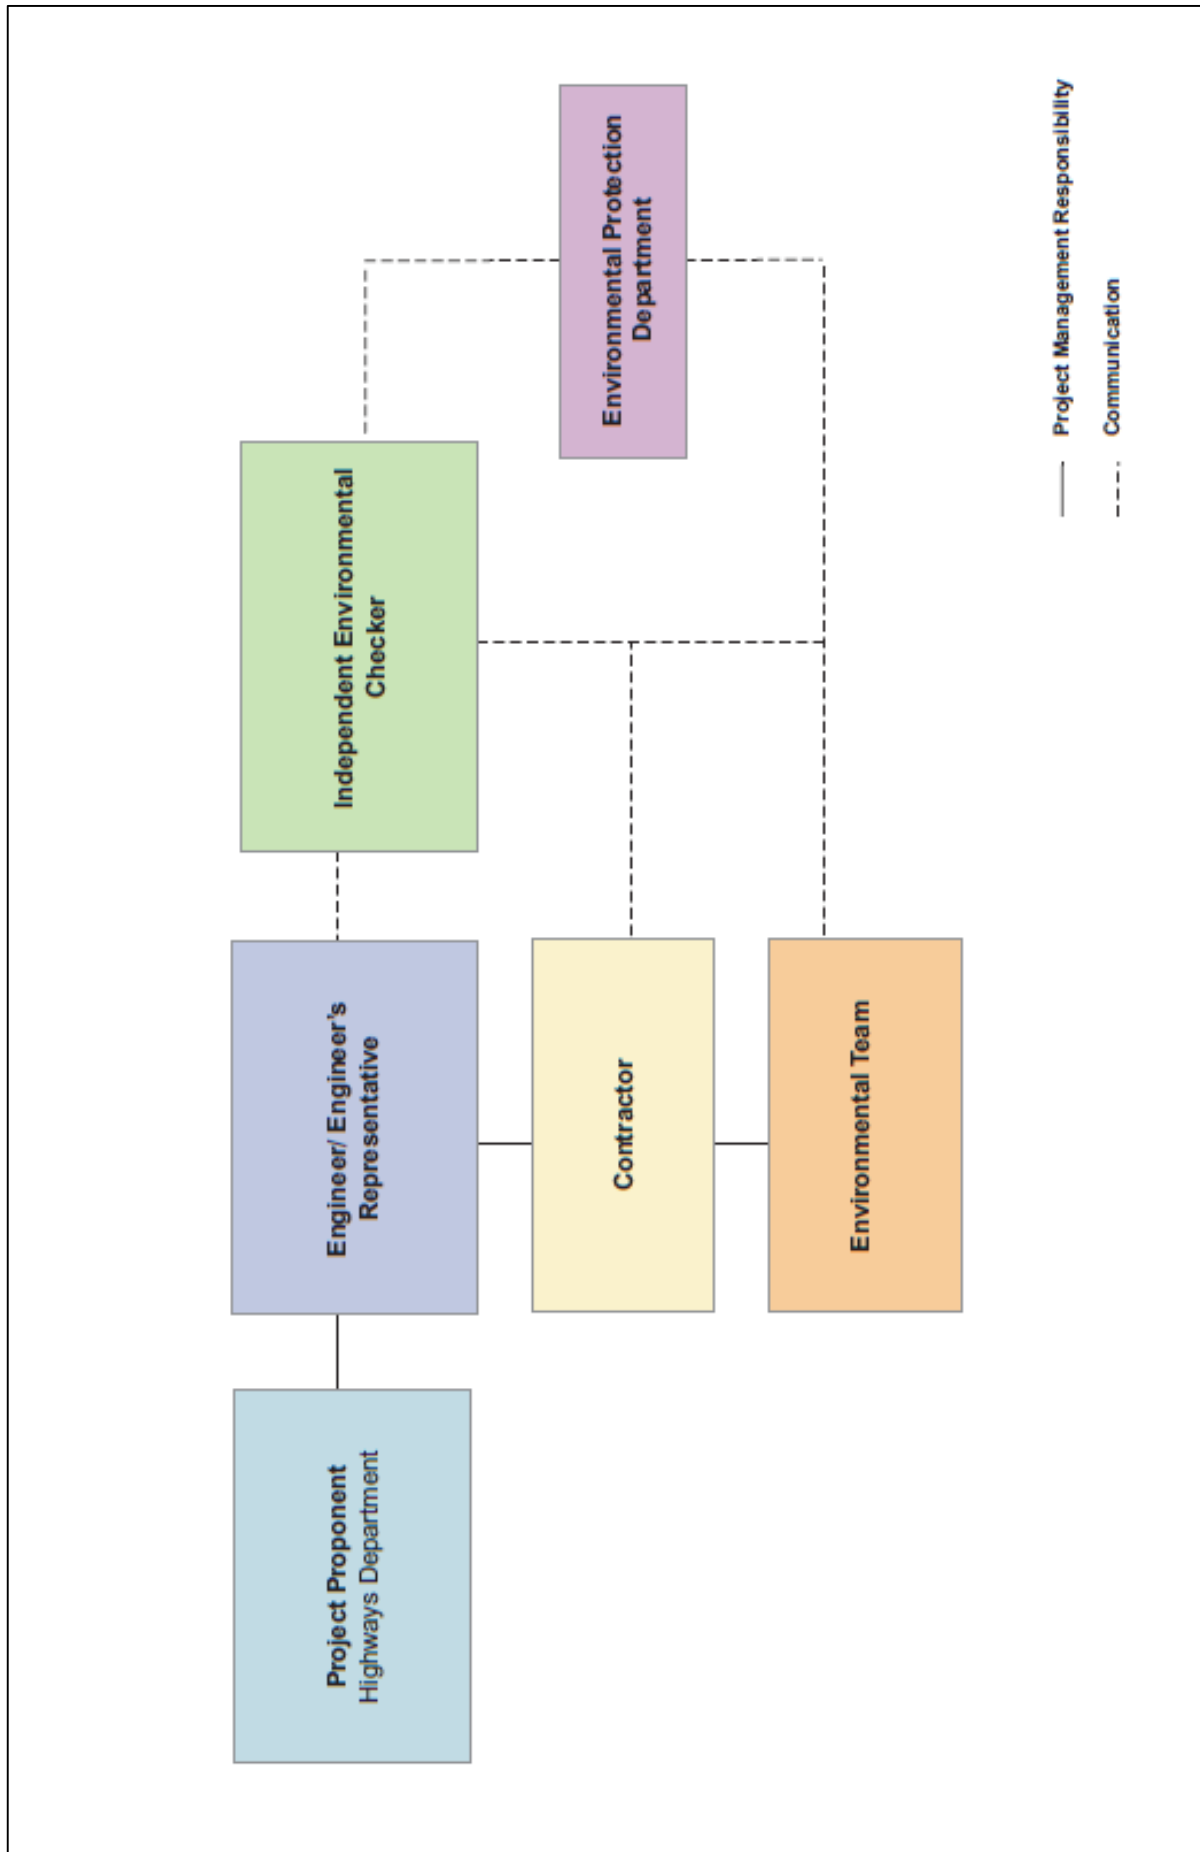 Project Proponent
Highways Department
Engineer/ Engineer's
Representative
Independent Environmental
Checker
Contractor
Environmental Protection
Department
Environmental Team
Project Management Responsibility
Communication